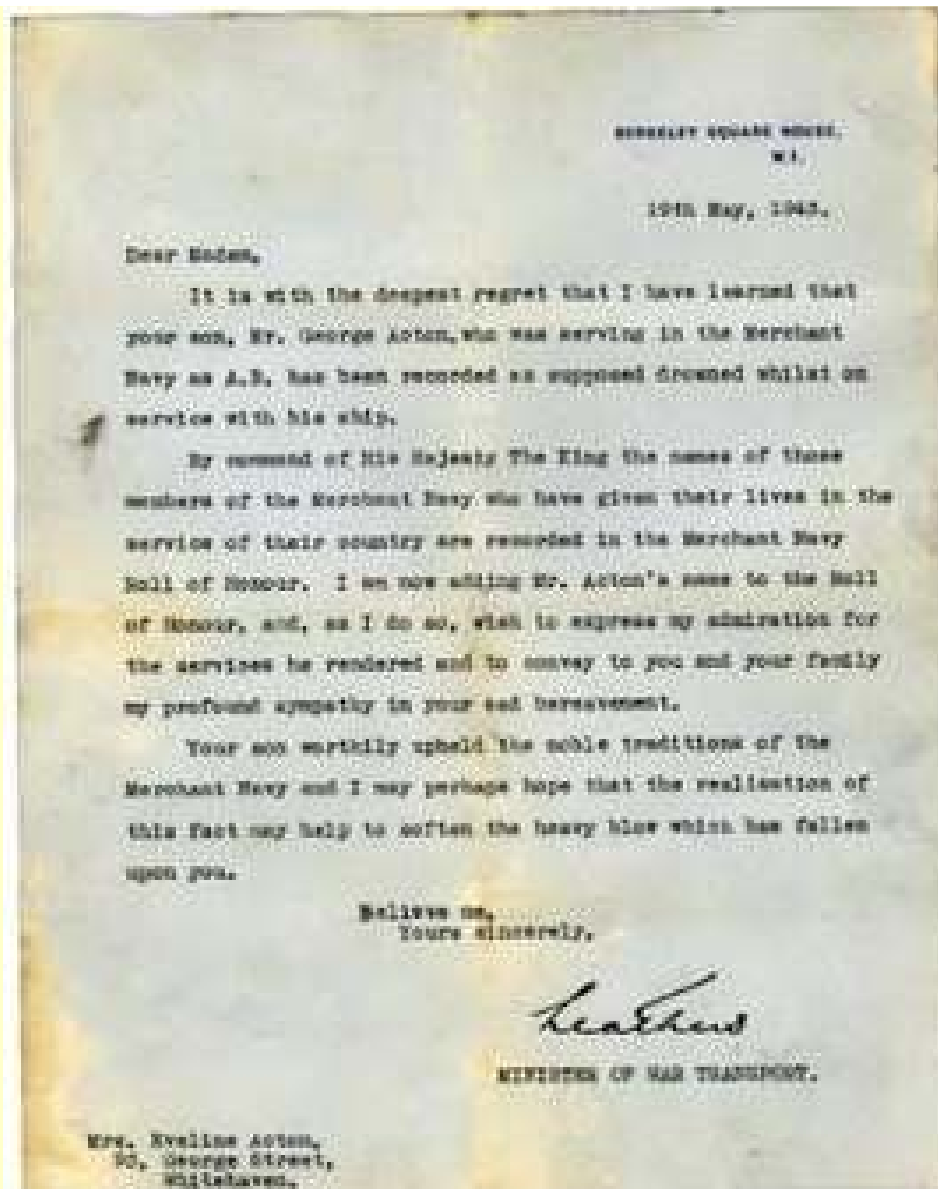 BERKELEY SQUARE HOUSE,
W.1.
19th May, 1943.
Dear Madam,
It is with the deepest regret that I have learned that
your son, Mr. George Acton, who was serving in the Merchant
Navy as A.B. has been recorded as supposed drowned whilst on
service with his ship.
By command of His Majesty The King the names of those
members of the Merchant Navy who have given their lives in the
service of their country are recorded in the Merchant Navy
Roll of Honour. I am now adding Mr. Acton's name to the Roll
of Honour, and, as I do so, wish to express my admiration for
the services he rendered and to convey to you and your family
my profound sympathy in your sad bereavement.
Your son worthily upheld the noble traditions of the
Merchant Navy and I may perhaps hope that the realisation of
this fact may help to soften the heavy blow which has fallen
upon you.
Believe me,
Yours sincerely,
Leathers
MINISTER OF WAR TRANSPORT.
Mrs. Eveline Acton,
George Street,
Whitehaven.